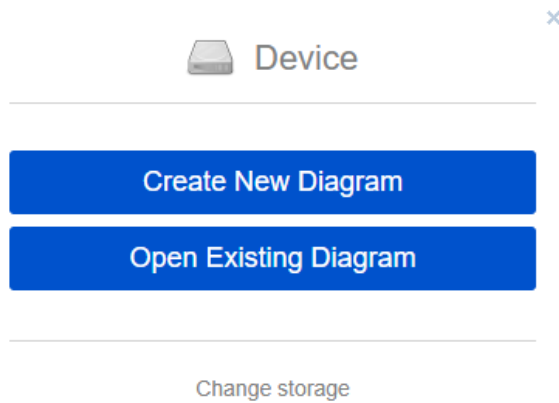 Device
Create New Diagram
Open Existing Diagram
Change storage